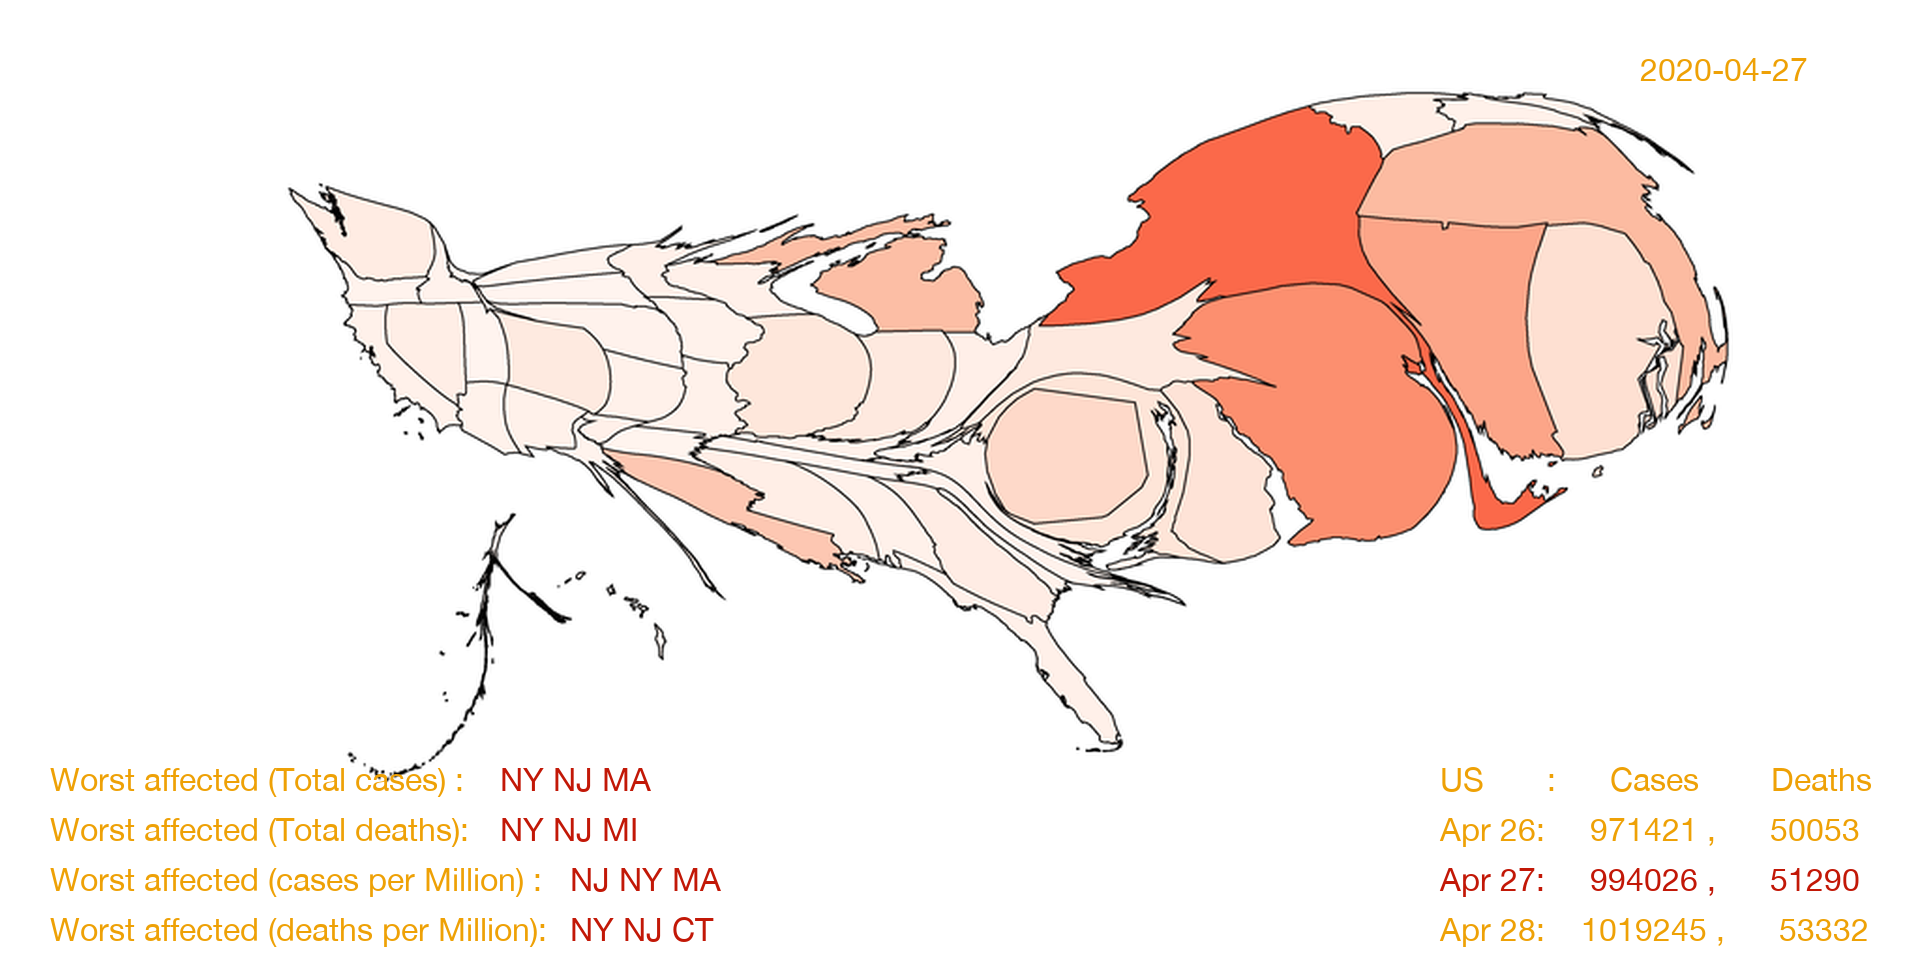 2020-04-27
Worst affected (Total cases) : NY NJ MA
Worst affected (Total deaths): NY NJ MI
Worst affected (cases per Million) : NJ NY MA
Worst affected (deaths per Million): NY NJ CT
US : Cases Deaths
Apr 26: 971421 , 50053
Apr 27: 994026 , 51290
Apr 28: 1019245 , 53332